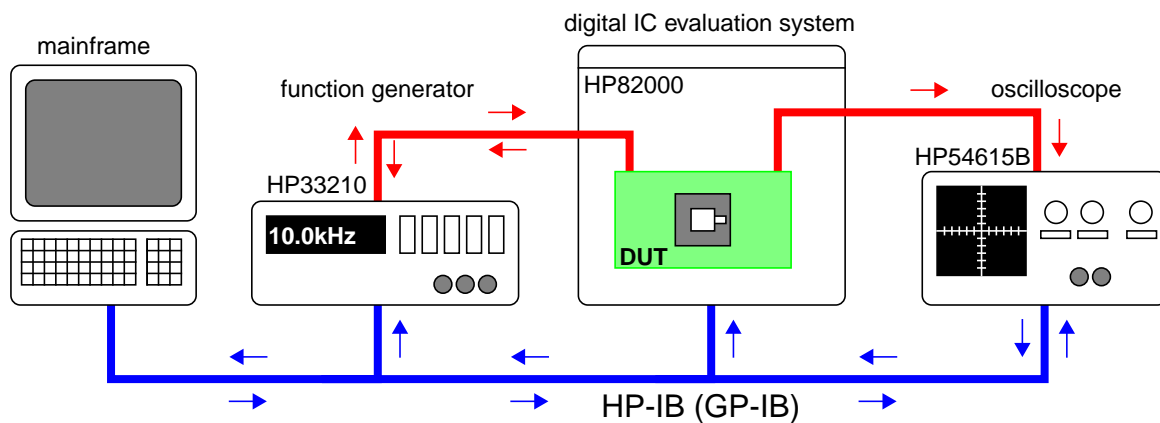 digital IC evaluation system
mainframe
function generator
HP82000
oscilloscope
HP33210
HP54615B
10.0kHz
DUT
HP-IB (GP-IB)